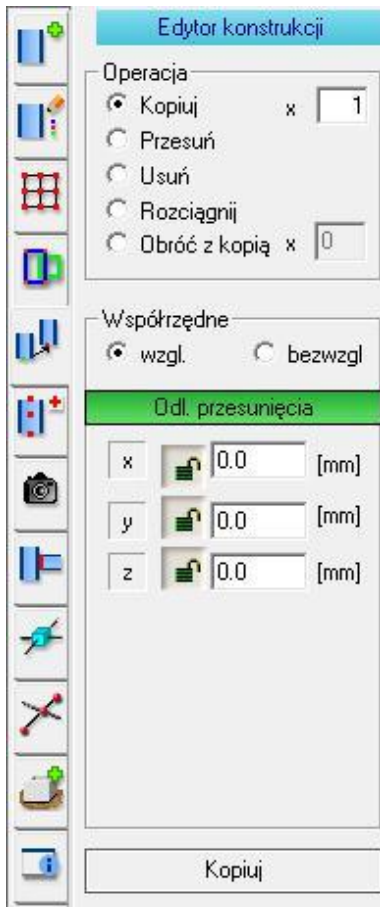 Edytor konstrukcji
Operacja
Kopiuj x 1
Przesuń
Usuń
Rozciągnij
Obróć z kopią x 0
Współrzędne
wzgl. bezwzgl
Odl. przesunięcia
x 0.0 [mm]
y 0.0 [mm]
z 0.0 [mm]
Kopiuj